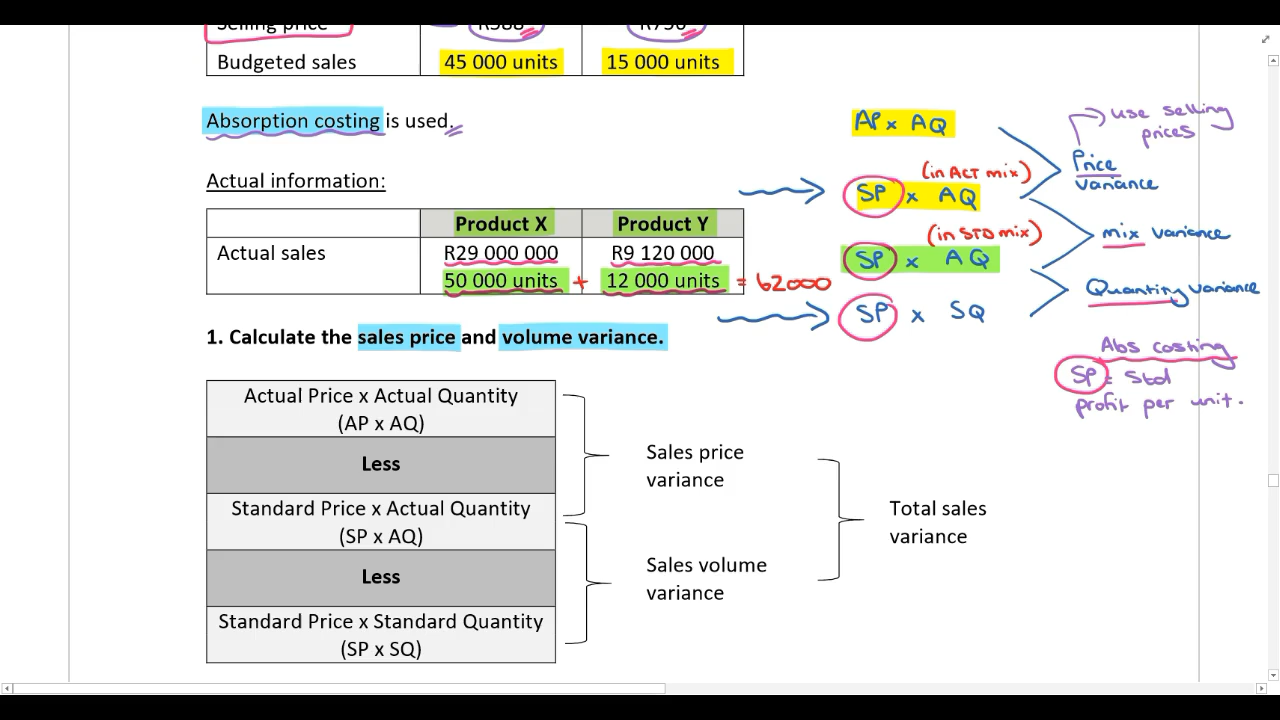 Selling price
Budgeted sales 45 000 units 15 000 units
Absorption costing is used.
Actual information:
Product X Product Y
Actual sales R29 000 000 R9 120 000
50 000 units + 12 000 units = 62000
1. Calculate the sales price and volume variance.
Actual Price x Actual Quantity
(AP x AQ)
Less
Standard Price x Actual Quantity
(SP x AQ)
Less
Standard Price x Standard Quantity
(SP x SQ)
Sales price
variance
Sales volume
variance
Total sales
variance
AP x AQ
(in ACT mix)
SP x AQ
(in STD mix)
SP x AQ
SP x SQ
use selling
prices
Price
variance
mix variance
Quantity variance
Abs costing
SP = Std
profit per unit.